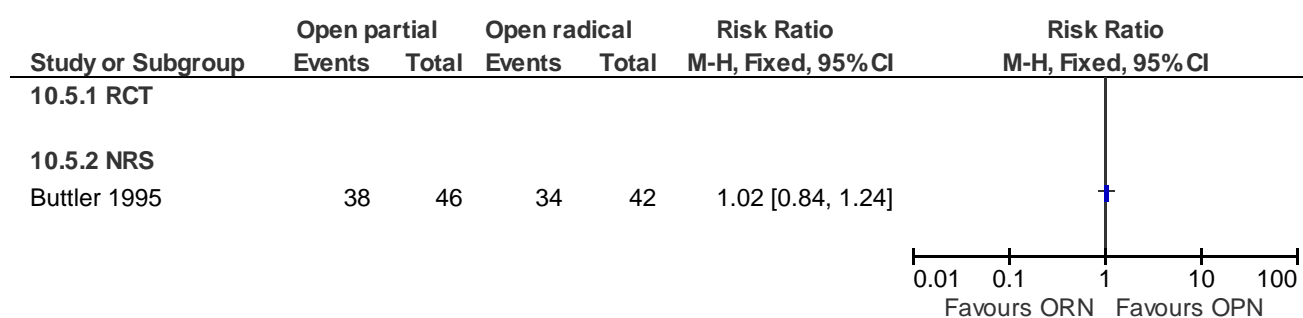 Open partial Open radical Risk Ratio Risk Ratio
Study or Subgroup Events Total Events Total M-H, Fixed, 95% CI M-H, Fixed, 95% CI
10.5.1 RCT
10.5.2 NRS
Buttler 1995 38 46 34 42 1.02 [0.84, 1.24]
0.01 0.1 1 10 100
Favours ORN Favours OPN